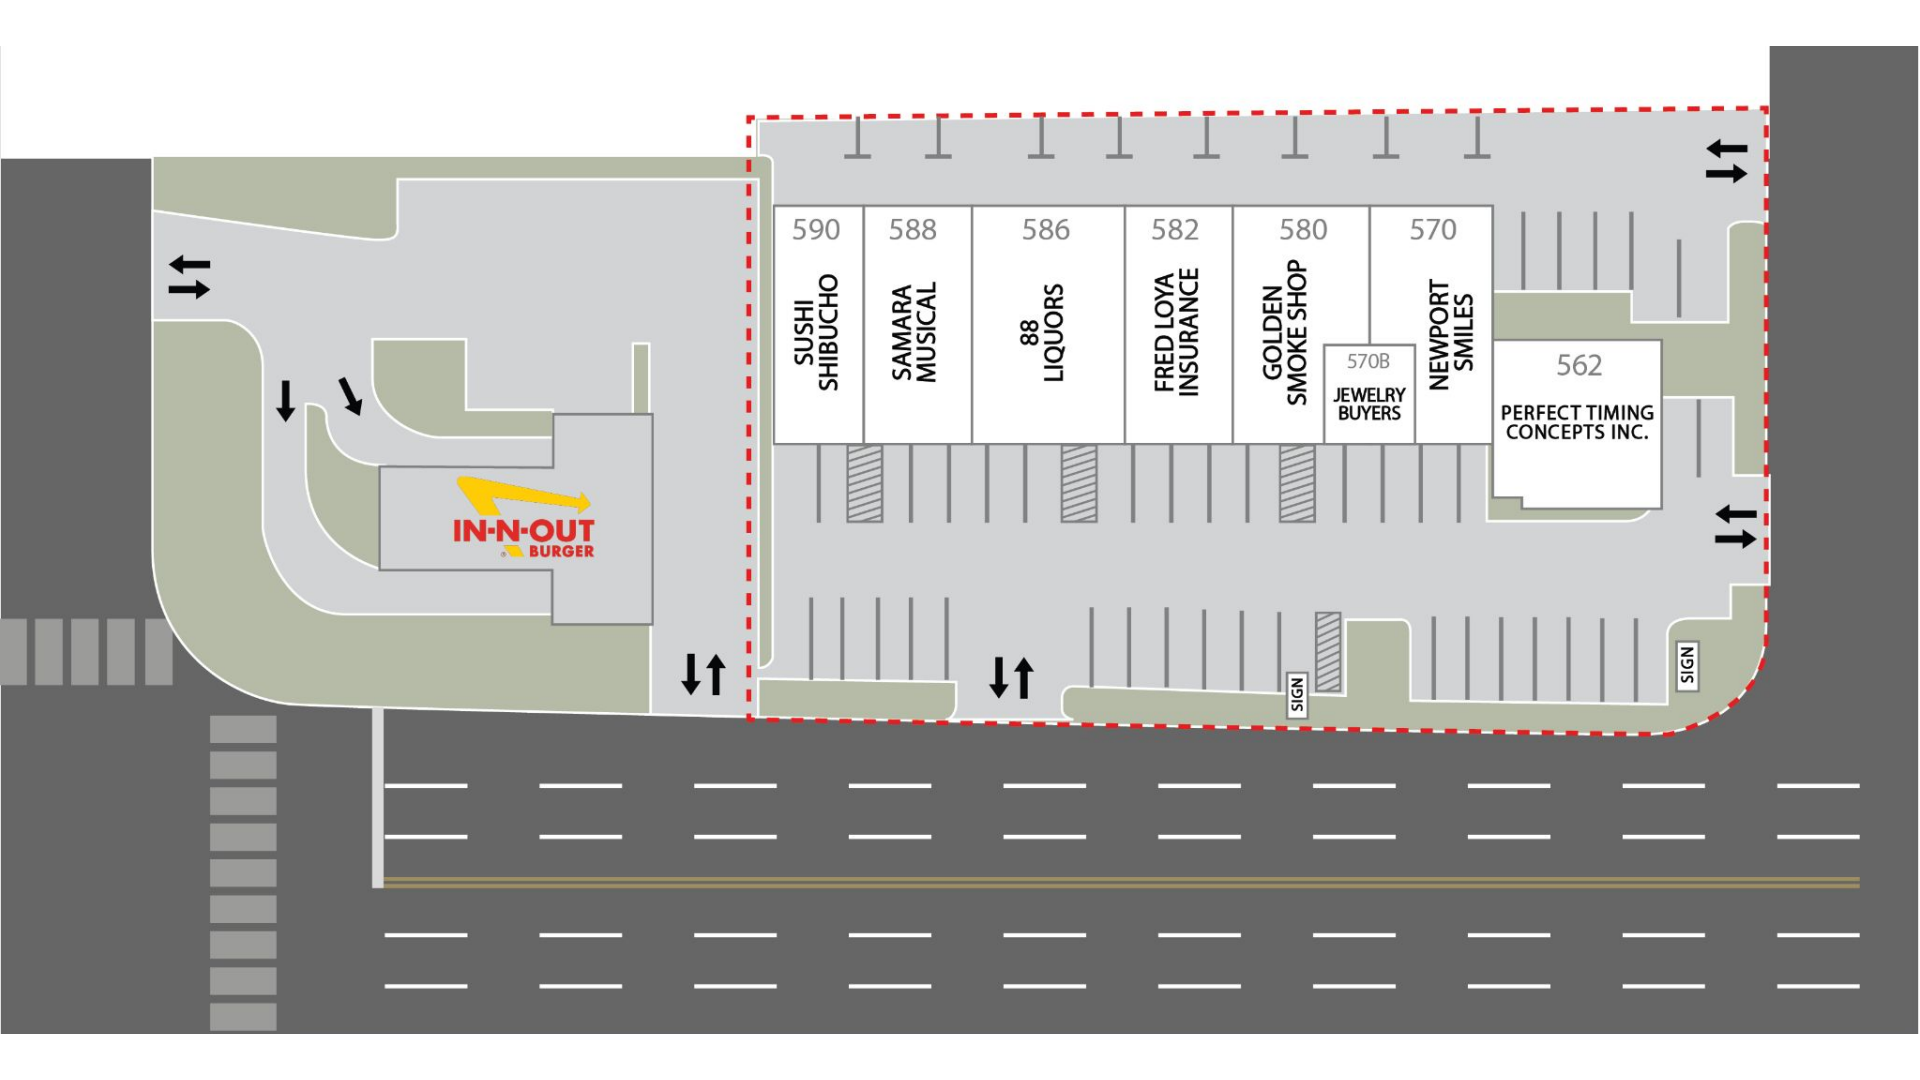 590
SUSHI
SHIBUCHO
588
SAMARA
MUSICAL
586
88
LIQUORS
582
FRED LOYA
INSURANCE
580
GOLDEN
SMOKE SHOP
570
NEWPORT
SMILES
570B
JEWELRY
BUYERS
562
PERFECT TIMING
CONCEPTS INC.
IN-N-OUT
BURGER
SIGN
SIGN